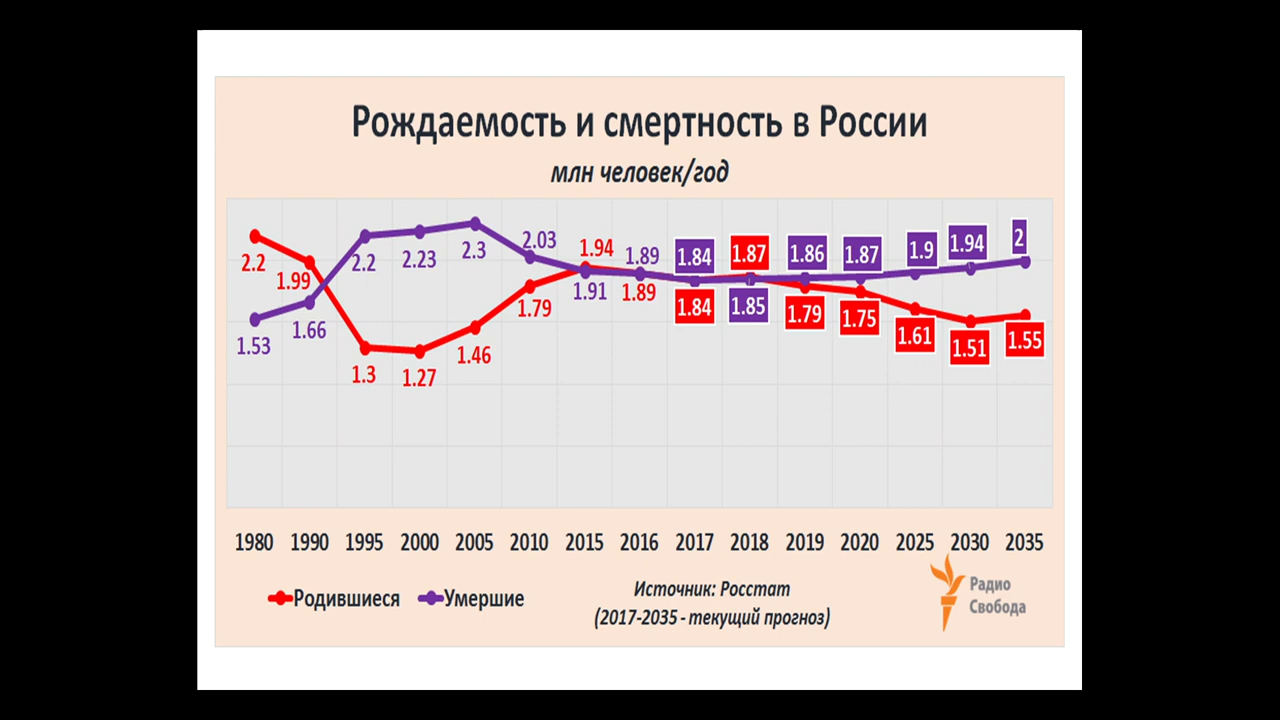 Рождаемость и смертность в России
млн человек/год
2.2 1.99 2.2 2.23 2.3 2.03 1.94 1.89 1.84 1.87 1.86 1.87 1.9 1.94 2
1.53 1.66 1.3 1.27 1.46 1.79 1.91 1.89 1.84 1.85 1.79 1.75 1.61 1.51 1.55
1980 1990 1995 2000 2005 2010 2015 2016 2017 2018 2019 2020 2025 2030 2035
Родившиеся Умершие
Источник: Росстат
(2017-2035 - текущий прогноз)
Радио
Свобода